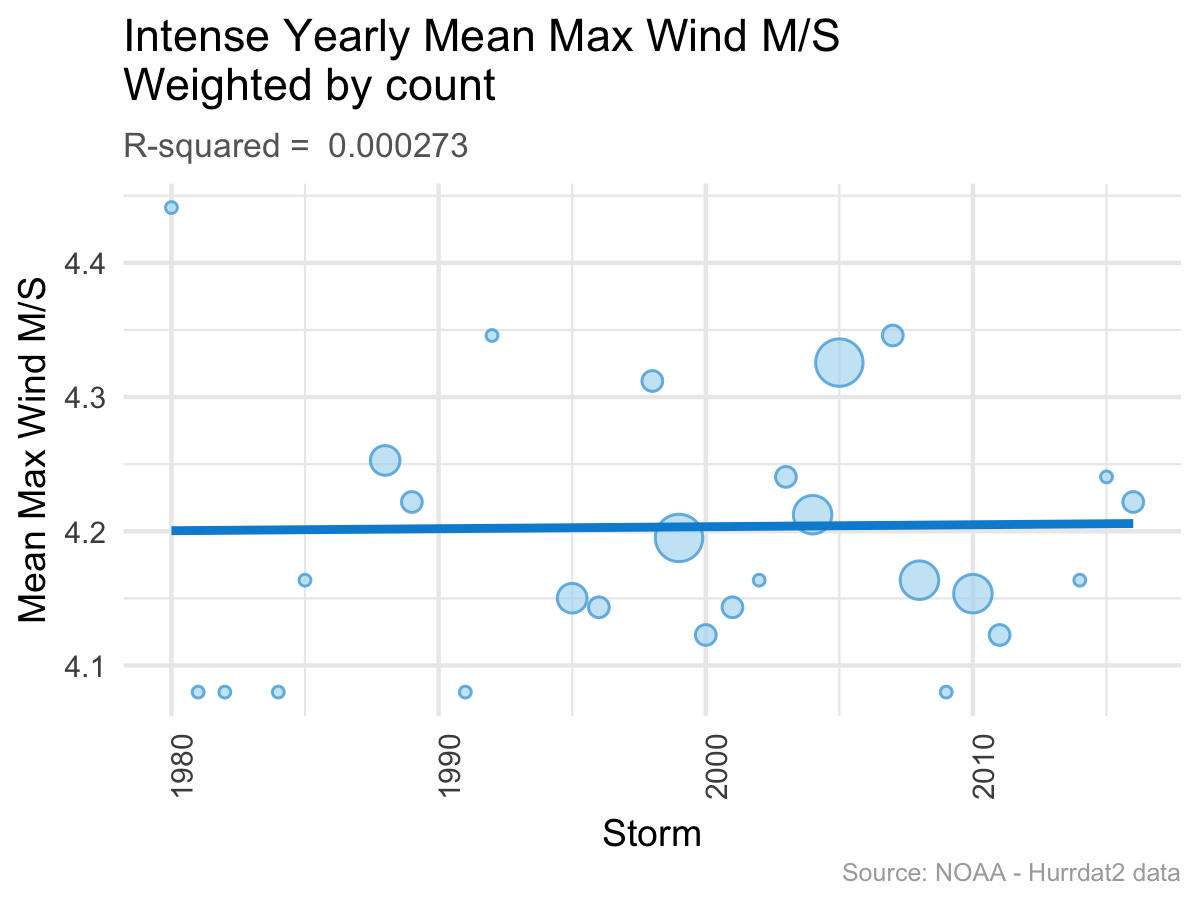 Intense Yearly Mean Max Wind M/S
Weighted by count
R-squared =  0.000273
Mean Max Wind M/S
4.4
4.3
4.2
4.1
1980
1990
2000
2010
Storm
Source: NOAA - Hurrdat2 data